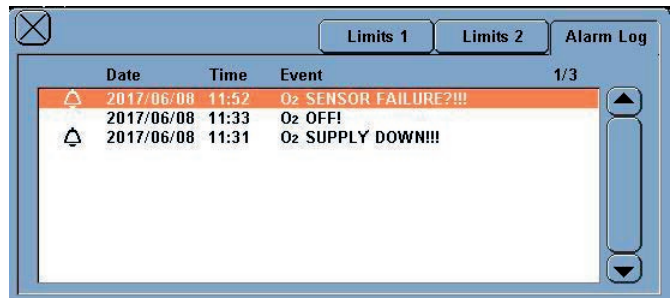 Limits 1 Limits 2 Alarm Log
Date Time Event 1/3
2017/06/08 11:52 O₂ SENSOR FAILURE?!!!
2017/06/08 11:33 O₂ OFF!
2017/06/08 11:31 O₂ SUPPLY DOWN!!!